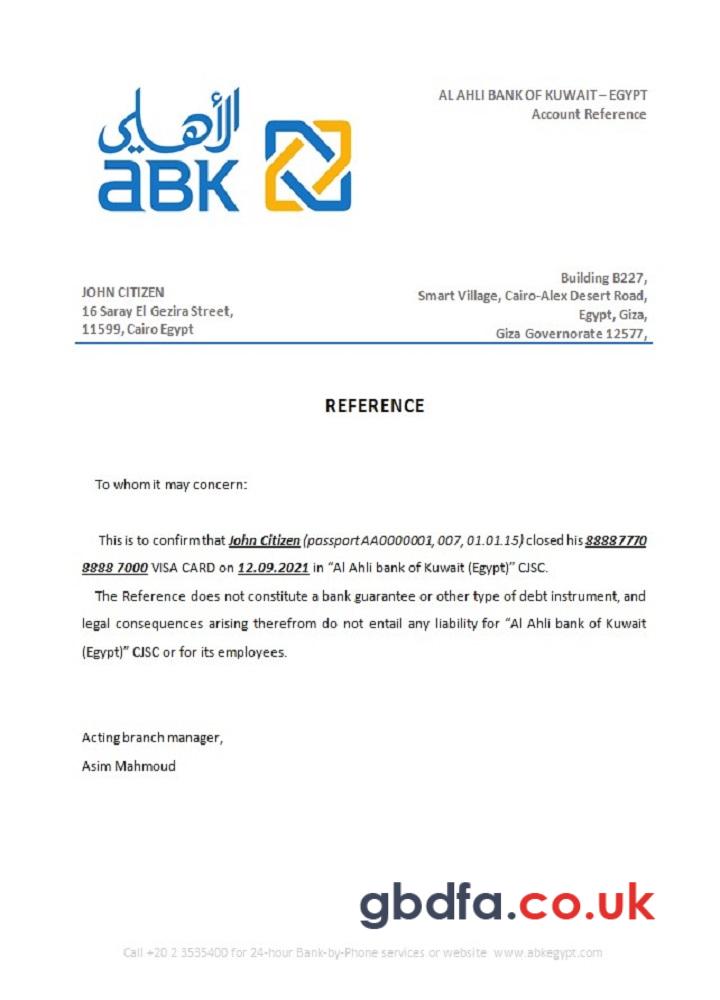 الأهلي
ABK
AL AHLI BANK OF KUWAIT – EGYPT
Account Reference
JOHN CITIZEN
16 Saray El Gezira Street,
11599, Cairo Egypt
Building B227,
Smart Village, Cairo-Alex Desert Road,
Egypt, Giza,
Giza Governorate 12577,
REFERENCE
To whom it may concern:
This is to confirm that John Citizen (passport AA0000001, 007, 01.01.15) closed his 8888 7770
8888 7000 VISA CARD on 12.09.2021 in “Al Ahli bank of Kuwait (Egypt)” CJSC.
The Reference does not constitute a bank guarantee or other type of debt instrument, and
legal consequences arising therefrom do not entail any liability for “Al Ahli bank of Kuwait
(Egypt)” CJSC or for its employees.
Acting branch manager,
Asim Mahmoud
gbdfa.co.uk
Call +20 2 3535400 for 24-hour Bank-by-Phone services or website www.abkegypt.com